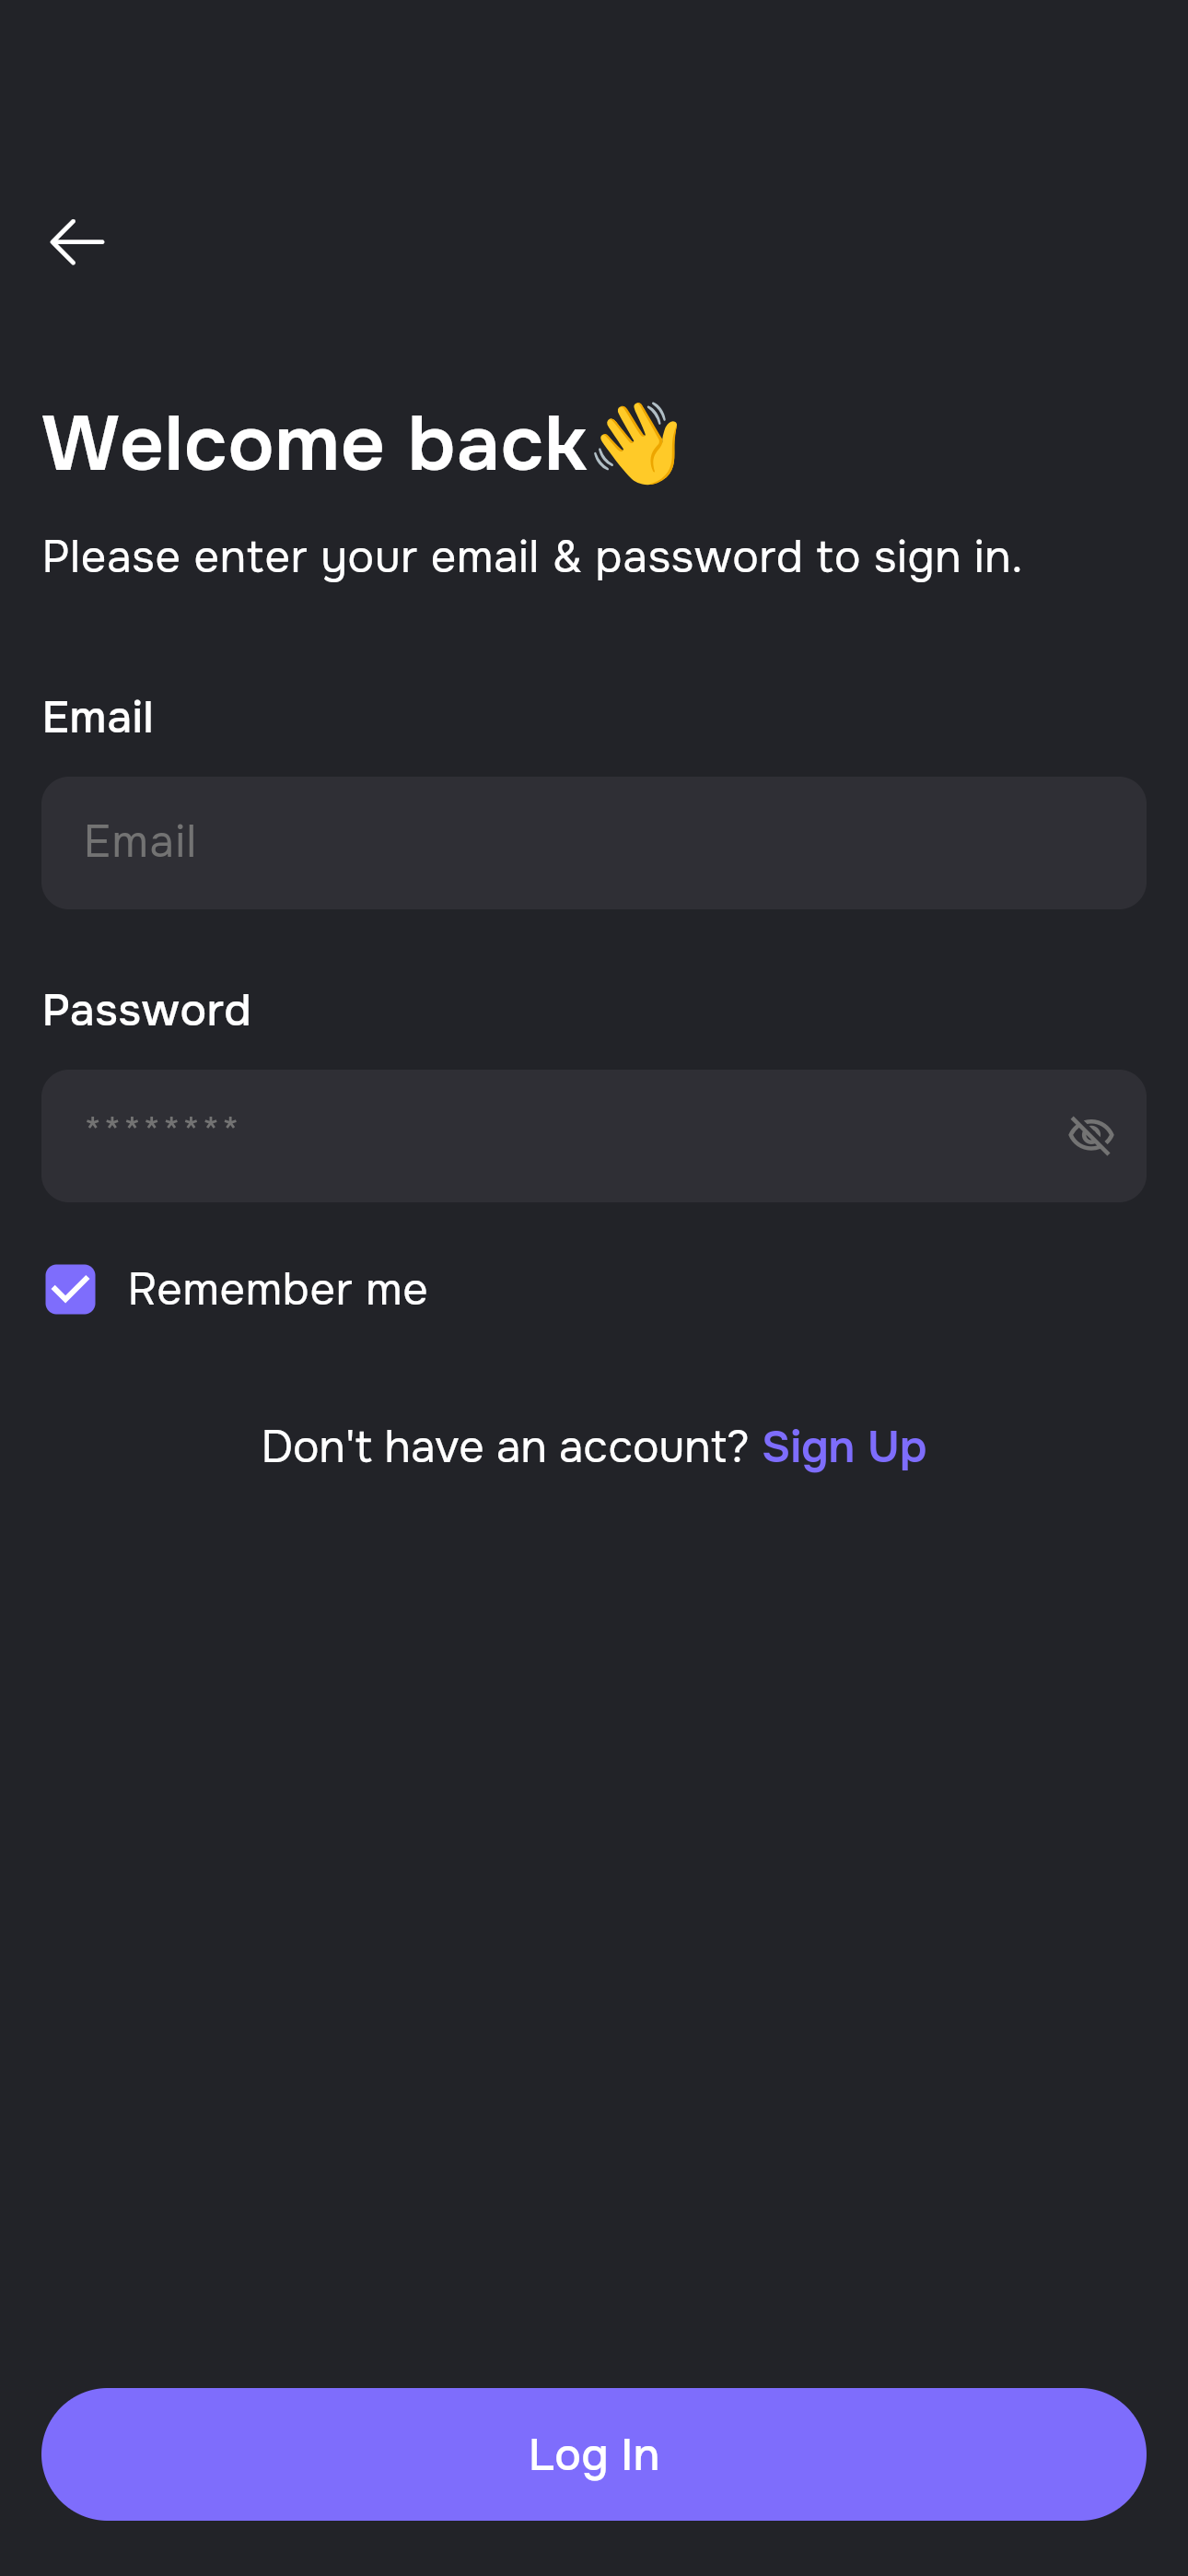 Welcome back👋
Please enter your email & password to sign in.
Email
Email
Password
********
Remember me
Don't have an account? Sign Up
Log In